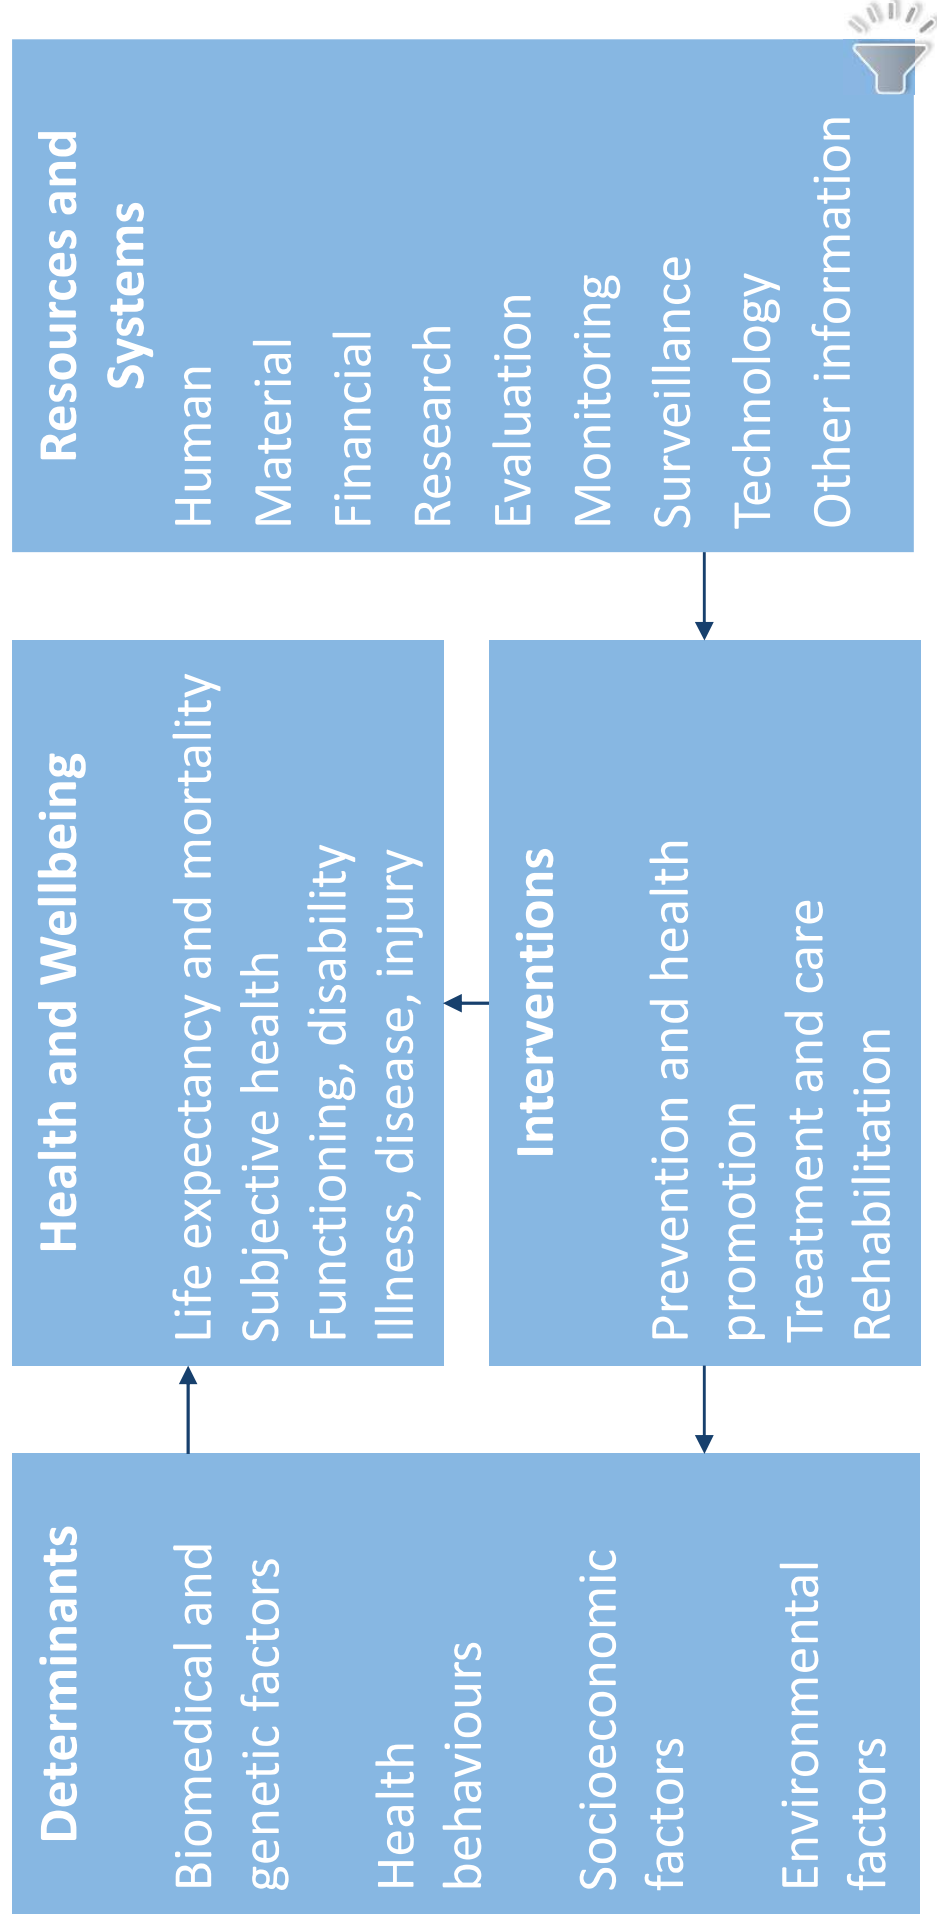 Determinants
Biomedical and
genetic factors
Health
behaviours
Socioeconomic
factors
Environmental
factors
Health and Wellbeing
Life expectancy and mortality
Subjective health
Functioning, disability
Illness, disease, injury
Interventions
Prevention and health
promotion
Treatment and care
Rehabilitation
Resources and
Systems
Human
Material
Financial
Research
Evaluation
Monitoring
Surveillance
Technology
Other information